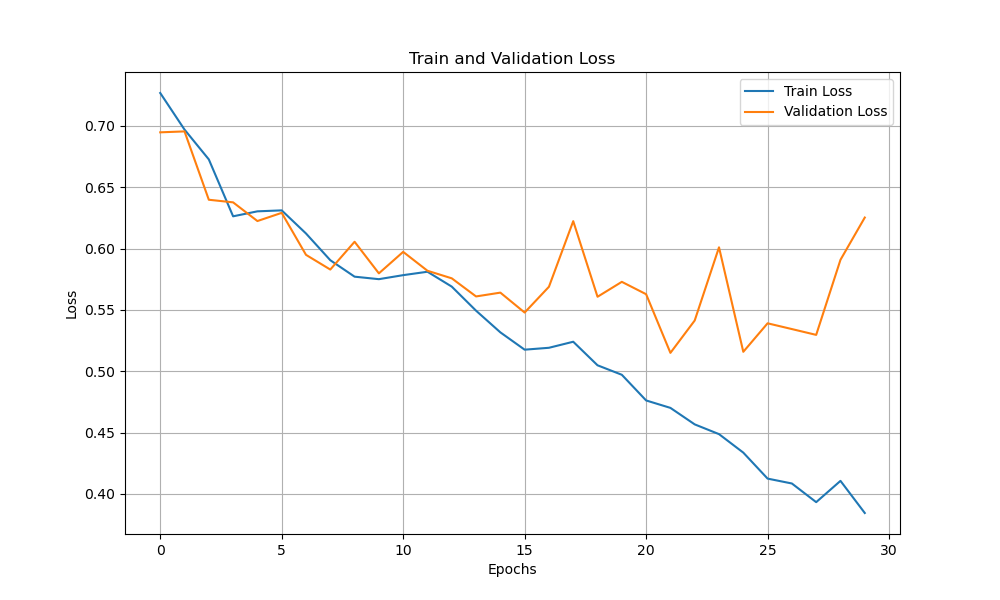 Train and Validation Loss
Train Loss
Validation Loss
0.70
0.65
0.60
0.55
0.50
0.45
0.40
Loss
0 5 10 15 20 25 30
Epochs